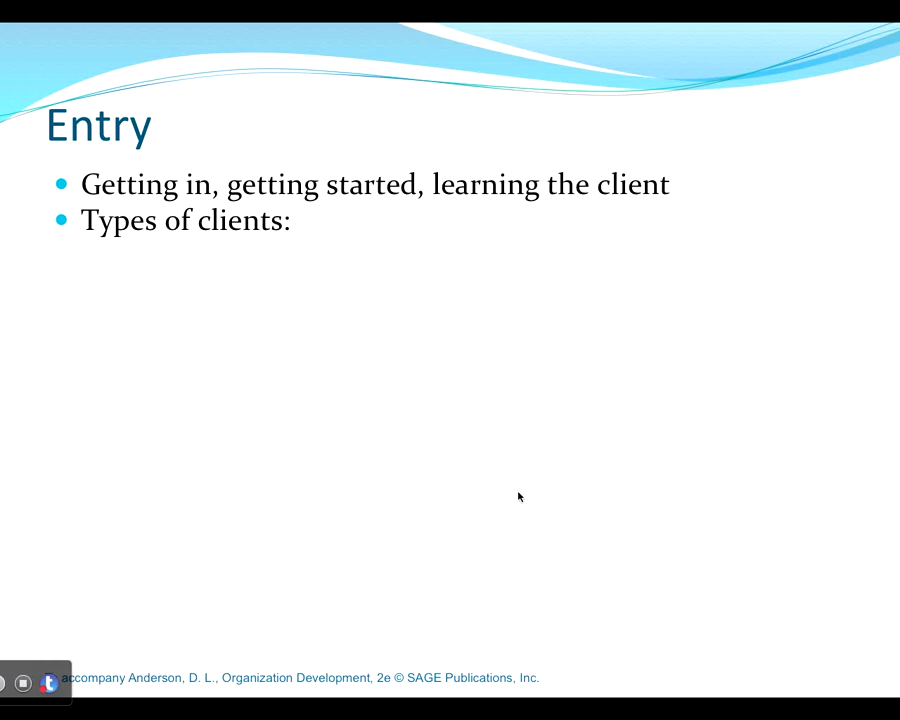 Entry
Getting in, getting started, learning the client
Types of clients:
accompany Anderson, D. L., Organization Development, 2e © SAGE Publications, Inc.